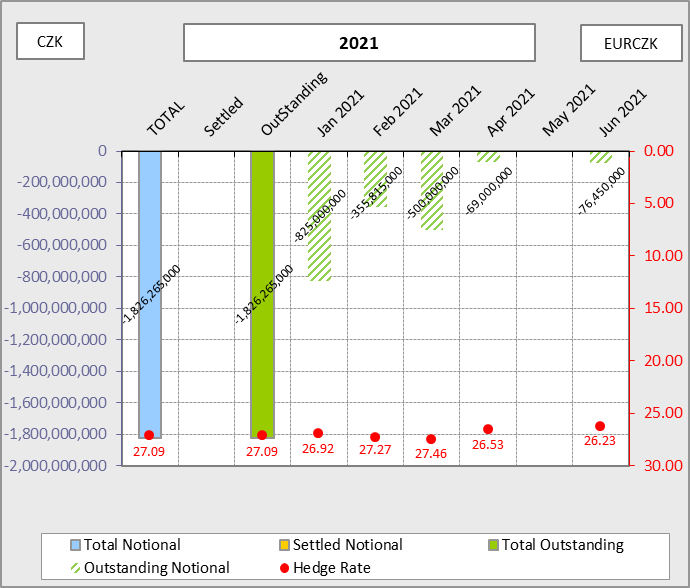 CZK
2021
EURCZK
TOTAL
Settled
OutStanding
Jan 2021
Feb 2021
Mar 2021
Apr 2021
May 2021
Jun 2021
0
-200,000,000
-400,000,000
-600,000,000
-800,000,000
-1,000,000,000
-1,200,000,000
-1,400,000,000
-1,600,000,000
-1,800,000,000
-2,000,000,000
-1,826,265,000
-1,826,265,000
-825,000,000
-355,815,000
-500,000,000
-69,000,000
-76,450,000
27.09
27.09
26.92
27.27
27.46
26.53
26.23
0.00
5.00
10.00
15.00
20.00
25.00
30.00
Total Notional
Settled Notional
Total Outstanding
Outstanding Notional
Hedge Rate